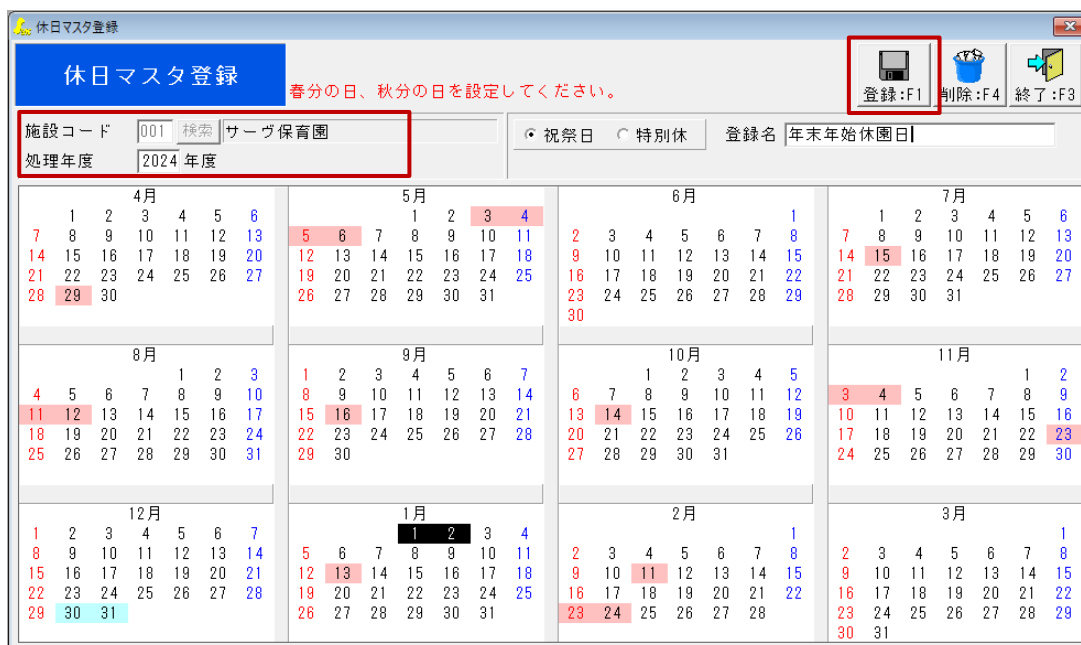 休日マスタ登録
休日マスタ登録
春分の日、秋分の日を設定してください。
登録:F1 削除:F4 終了:F3
施設コード 001 検索 サーヴ保育園
祝祭日 特別休 登録名 年末年始休園日
処理年度 2024 年度
4月 5月 6月 7月
1 2 3 4 5 6 1 2 3 4 1 1 2 3 4 5 6
7 8 9 10 11 12 13 5 6 7 8 9 10 11 2 3 4 5 6 7 8 7 8 9 10 11 12 13
14 15 16 17 18 19 20 12 13 14 15 16 17 18 9 10 11 12 13 14 15 14 15 16 17 18 19 20
21 22 23 24 25 26 27 19 20 21 22 23 24 25 16 17 18 19 20 21 22 21 22 23 24 25 26 27
28 29 30 26 27 28 29 30 31 23 24 25 26 27 28 29 28 29 30 31
30
8月 9月 10月 11月
1 2 3 1 2 3 4 5 6 7 1 2 3 4 5 1 2
4 5 6 7 8 9 10 8 9 10 11 12 13 14 6 7 8 9 10 11 12 3 4 5 6 7 8 9
11 12 13 14 15 16 17 15 16 17 18 19 20 21 13 14 15 16 17 18 19 10 11 12 13 14 15 16
18 19 20 21 22 23 24 22 23 24 25 26 27 28 20 21 22 23 24 25 26 17 18 19 20 21 22 23
25 26 27 28 29 30 31 29 30 27 28 29 30 31 24 25 26 27 28 29 30
12月 1月 2月 3月
1 2 3 4 5 6 7 1 2 3 4 1 1
8 9 10 11 12 13 14 5 6 7 8 9 10 11 2 3 4 5 6 7 8 2 3 4 5 6 7 8
15 16 17 18 19 20 21 12 13 14 15 16 17 18 9 10 11 12 13 14 15 9 10 11 12 13 14 15
22 23 24 25 26 27 28 19 20 21 22 23 24 25 16 17 18 19 20 21 22 16 17 18 19 20 21 22
29 30 31 26 27 28 29 30 31 23 24 25 26 27 28 23 24 25 26 27 28 29
30 31